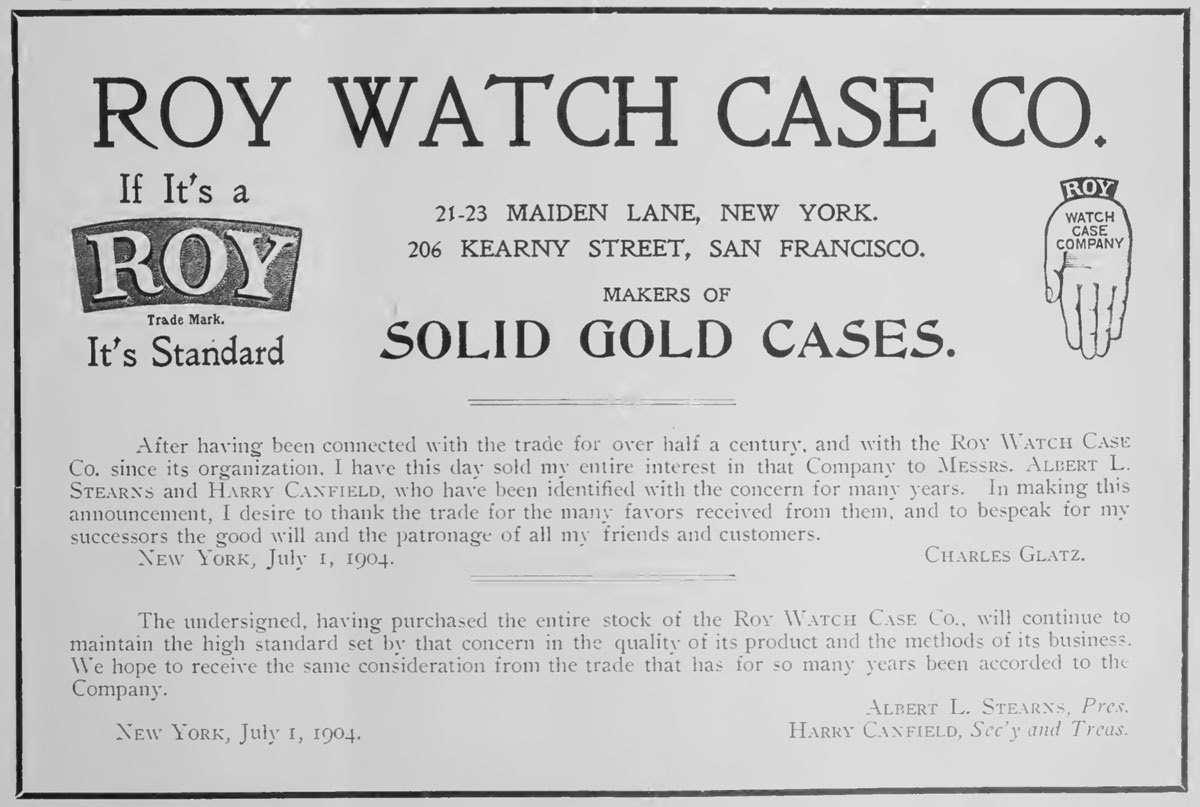 ROY WATCH CASE CO.
If It's a
ROY
Trade Mark.
It's Standard
21-23 MAIDEN LANE, NEW YORK.
206 KEARNY STREET, SAN FRANCISCO.
MAKERS OF
SOLID GOLD CASES.
ROY
WATCH
CASE
COMPANY
After having been connected with the trade for over half a century, and with the ROY WATCH CASE
CO. since its organization, I have this day sold my entire interest in that Company to MESSRS. ALBERT L.
STEARNS and HARRY CANFIELD, who have been identified with the concern for many years. In making this
announcement, I desire to thank the trade for the many favors received from them, and to bespeak for my
successors the good will and the patronage of all my friends and customers.
NEW YORK, July 1, 1904.
CHARLES GLATZ.
The undersigned, having purchased the entire stock of the ROY WATCH CASE CO., will continue to
maintain the high standard set by that concern in the quality of its product and the methods of its business.
We hope to receive the same consideration from the trade that has for so many years been accorded to the
Company.
ALBERT L. STEARNS, Pres.
NEW YORK, July 1, 1904.
HARRY CANFIELD, Sec'y and Treas.